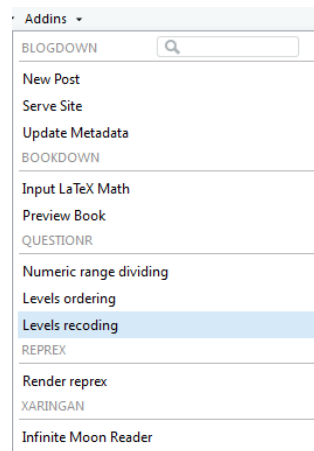 Addins
BLOGDOWN
New Post
Serve Site
Update Metadata
BOOKDOWN
Input LaTeX Math
Preview Book
QUESTIONR
Numeric range dividing
Levels ordering
Levels recoding
REPREX
Render reprex
XARINGAN
Infinite Moon Reader